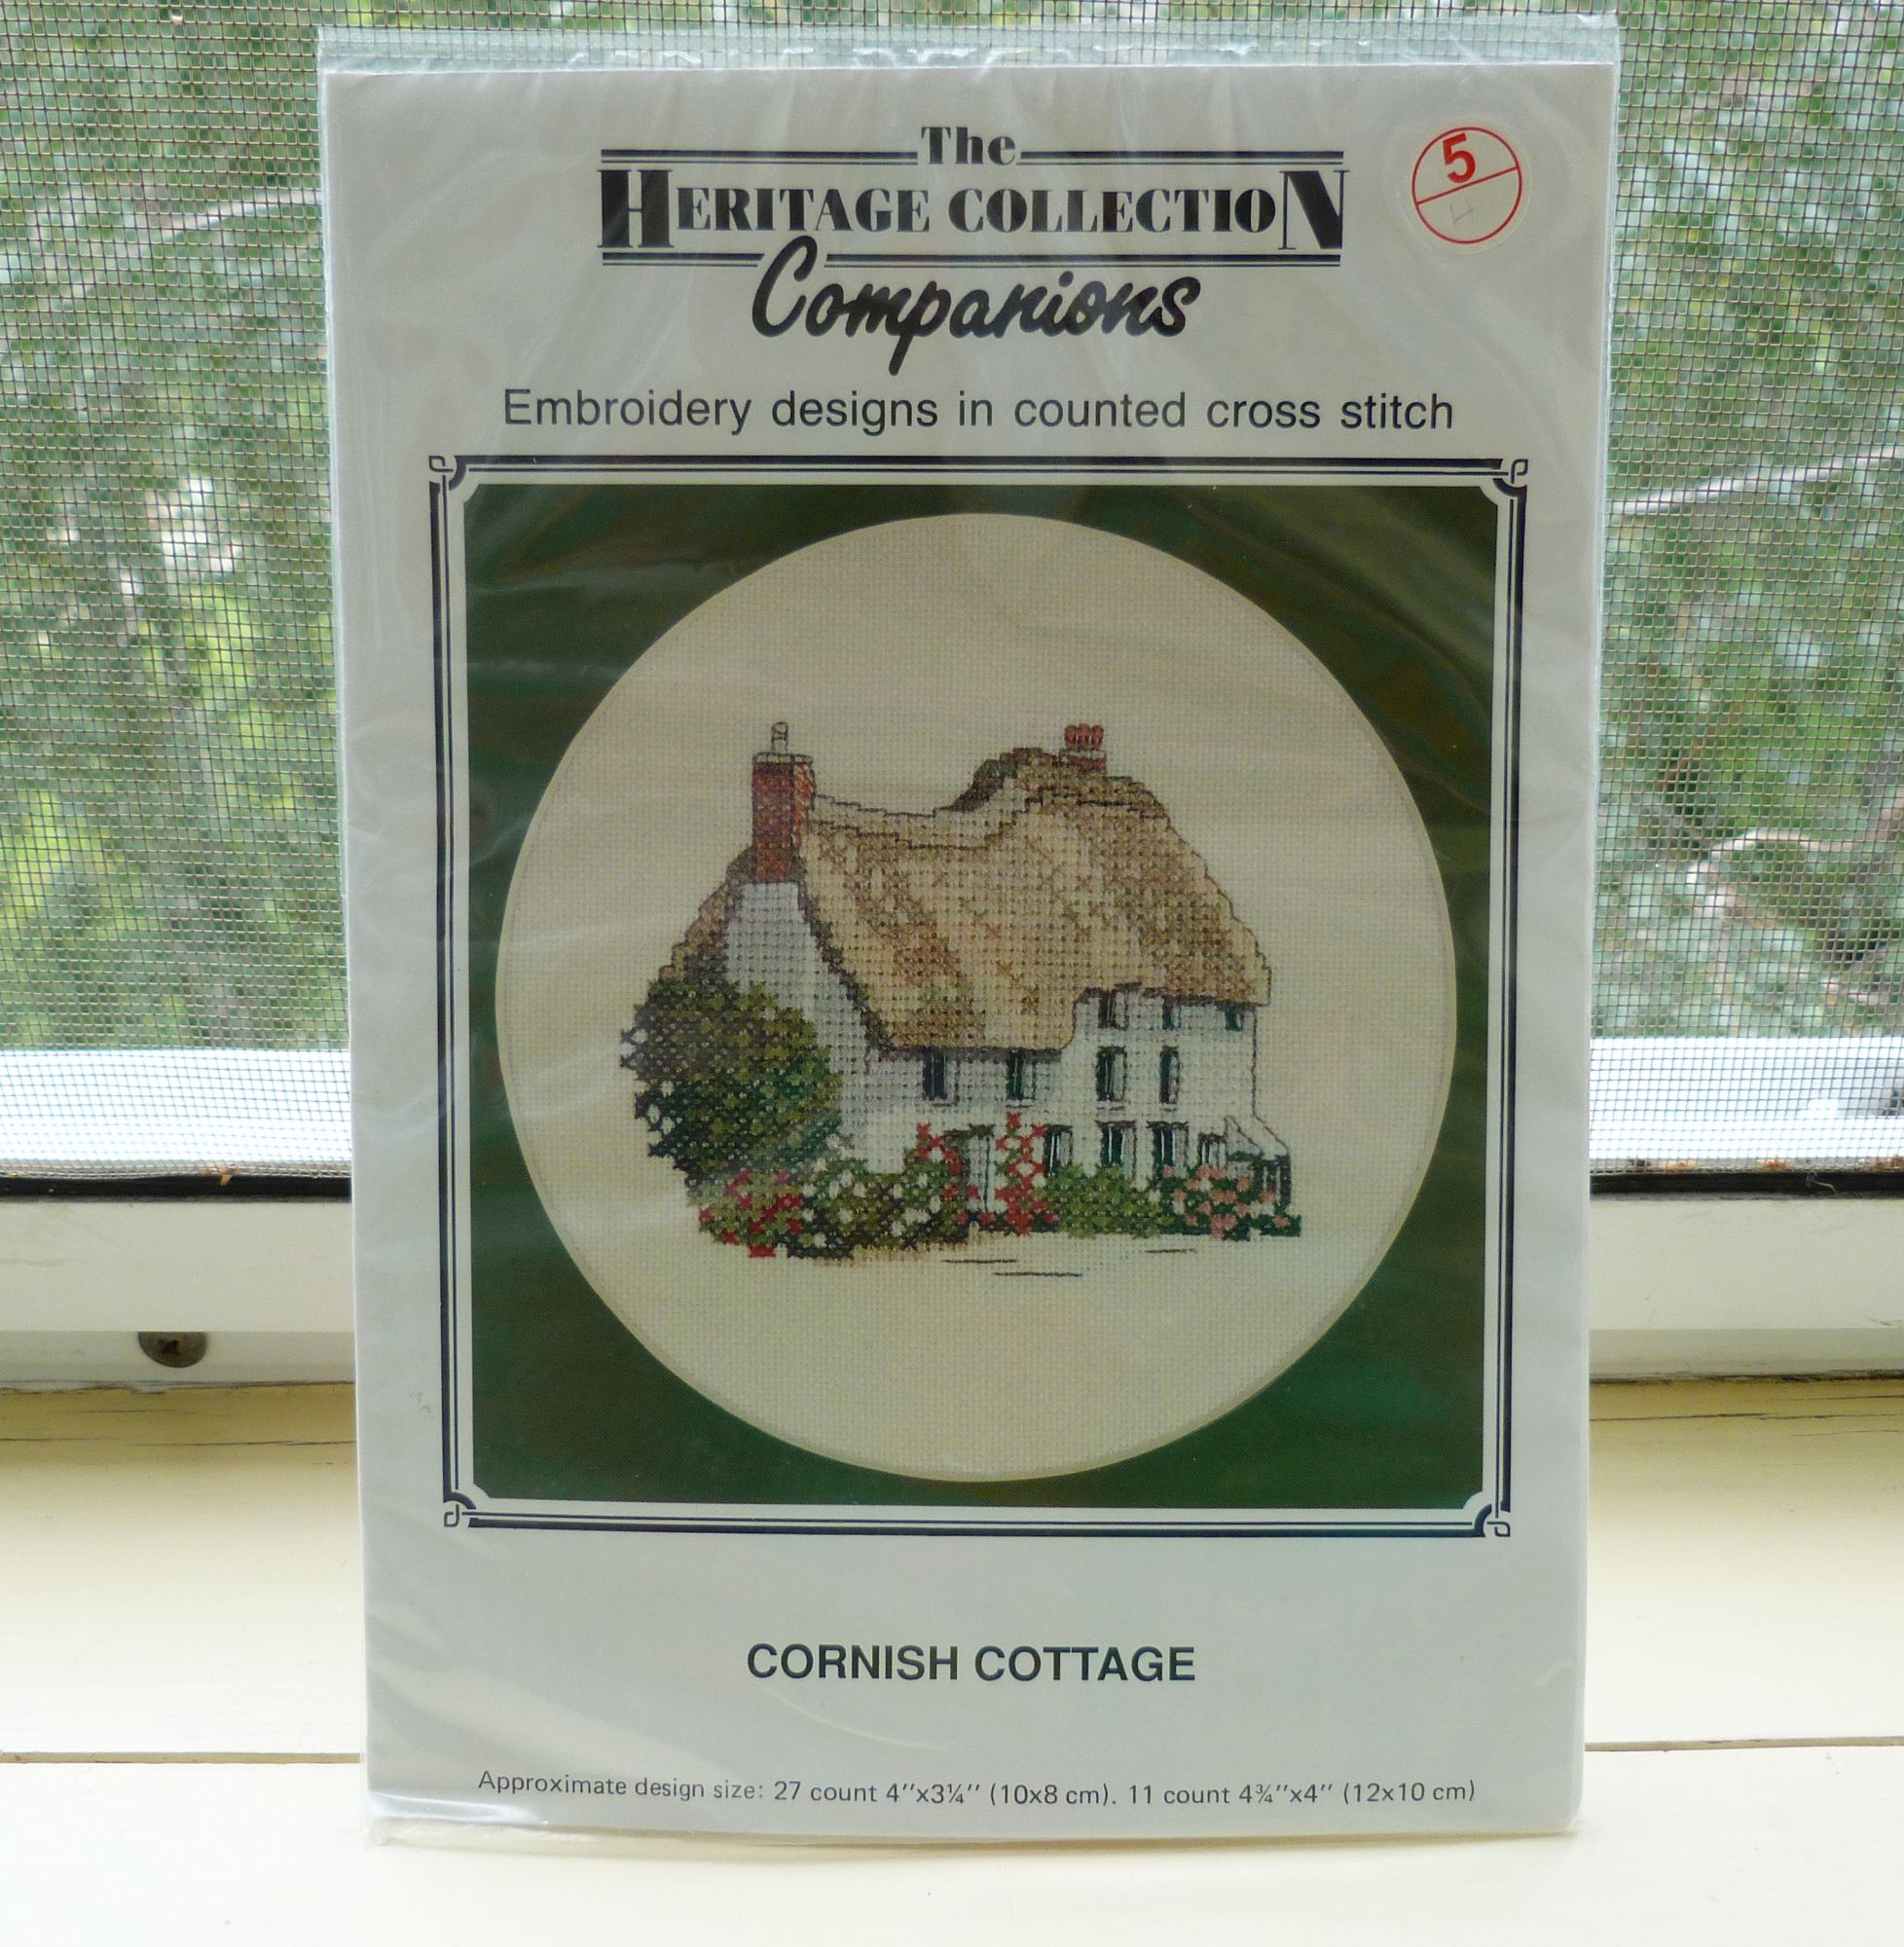 The
HERITAGE COLLECTION
Companions
5
Embroidery designs in counted cross stitch
CORNISH COTTAGE
Approximate design size: 27 count 4''x3¼'' (10x8 cm). 11 count 4¾''x4'' (12x10 cm)